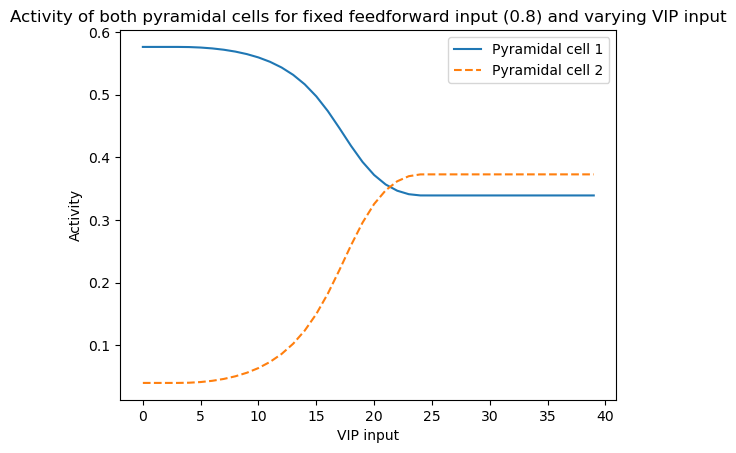 Activity of both pyramidal cells for fixed feedforward input (0.8) and varying VIP input
Pyramidal cell 1
Pyramidal cell 2
Activity
0.6
0.5
0.4
0.3
0.2
0.1
0 5 10 15 20 25 30 35 40
VIP input